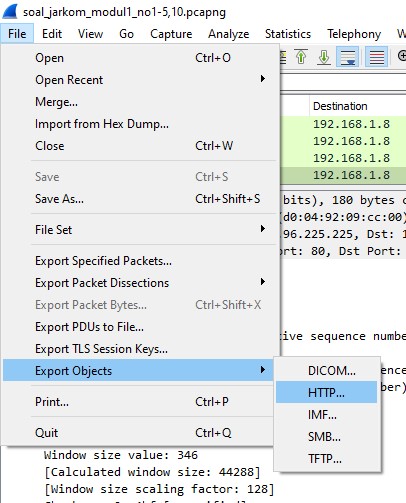 soal_jarkom_modul1_no1-5,10.pcapng
File Edit View Go Capture Analyze Statistics Telephony
Open Ctrl+O
Open Recent
Merge...
Import from Hex Dump...
Close Ctrl+W
Save Ctrl+S
Save As... Ctrl+Shift+S
File Set
Export Specified Packets...
Export Packet Dissections
Export Packet Bytes... Ctrl+Shift+X
Export PDUs to File...
Export TLS Session Keys...
Export Objects
Print... Ctrl+P
Quit Ctrl+Q
Destination
192.168.1.8
192.168.1.8
192.168.1.8
192.168.1.8
bits), 180 bytes
(d0:04:92:09:cc:00)
96.225.225, Dst: 1
ort: 80, Dst Port:
ive sequence numbe
ence
ber)
DICOM...
HTTP...
IMF...
SMB...
TFTP...
Window size value: 346
[Calculated window size: 44288]
[Window size scaling factor: 128]